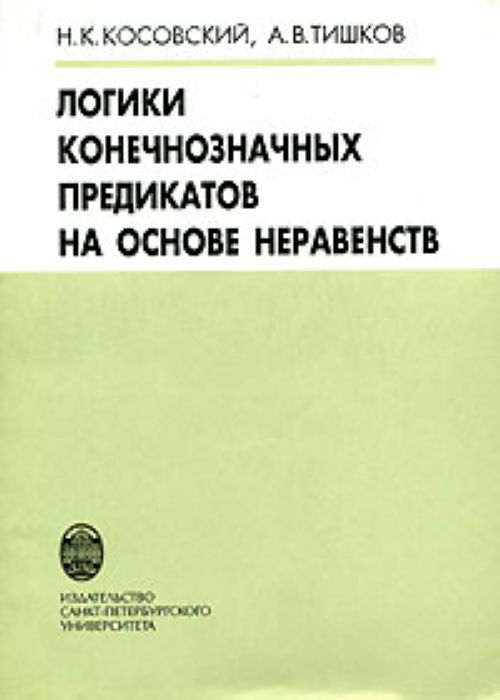 Н.К.КОСОВСКИЙ, А.В.ТИШКОВ
ЛОГИКИ
КОНЕЧНОЗНАЧНЫХ
ПРЕДИКАТОВ
НА ОСНОВЕ НЕРАВЕНСТВ
ИЗДАТЕЛЬСТВО
САНКТ-ПЕТЕРБУРГСКОГО
УНИВЕРСИТЕТА